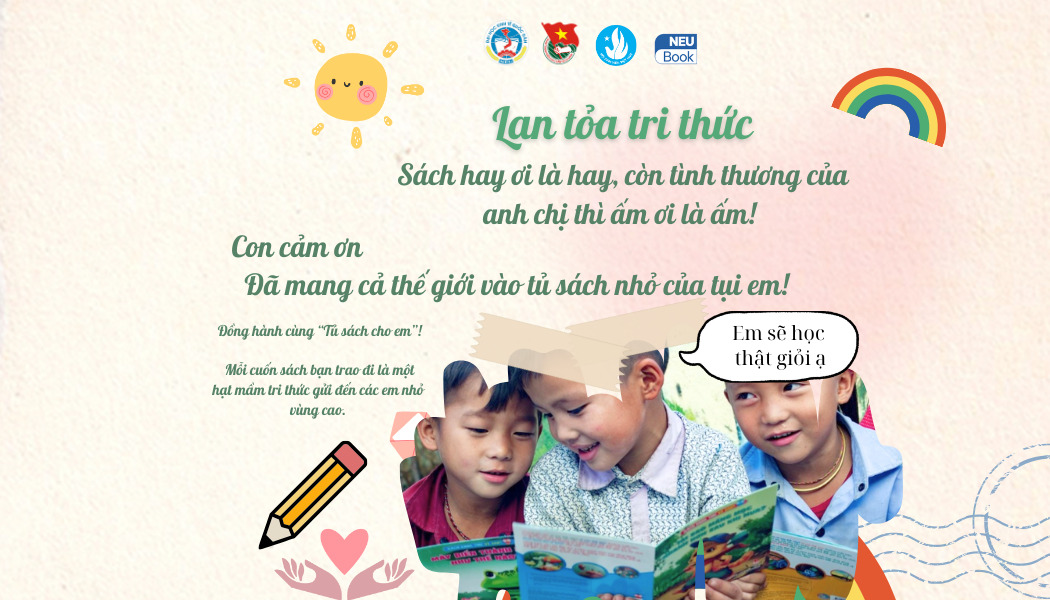 NEU
Book
Lan tỏa tri thức
Sách hay ơi là hay, còn tình thương của
anh chị thì ấm ơi là ấm!
Con cảm ơn
Đã mang cả thế giới vào tủ sách nhỏ của tụi em!
Đồng hành cùng “Tủ sách cho em”!
Mỗi cuốn sách bạn trao đi là một
hạt mầm tri thức gửi đến các em nhỏ
vùng cao.
Em sẽ học
thật giỏi ạ